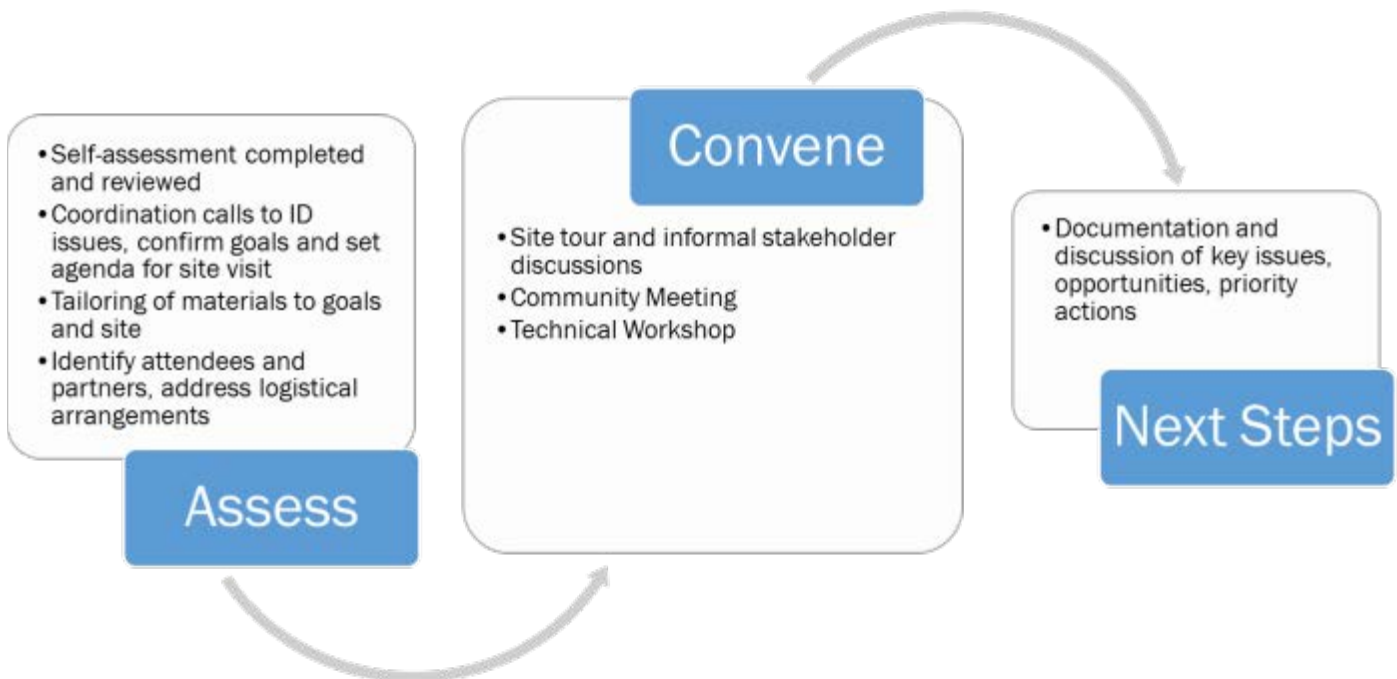 • Self-assessment completed
and reviewed
• Coordination calls to ID
issues, confirm goals and set
agenda for site visit
• Tailoring of materials to goals
and site
• Identify attendees and
partners, address logistical
arrangements
Assess
Convene
• Site tour and informal stakeholder
discussions
• Community Meeting
• Technical Workshop
• Documentation and
discussion of key issues,
opportunities, priority
actions
Next Steps